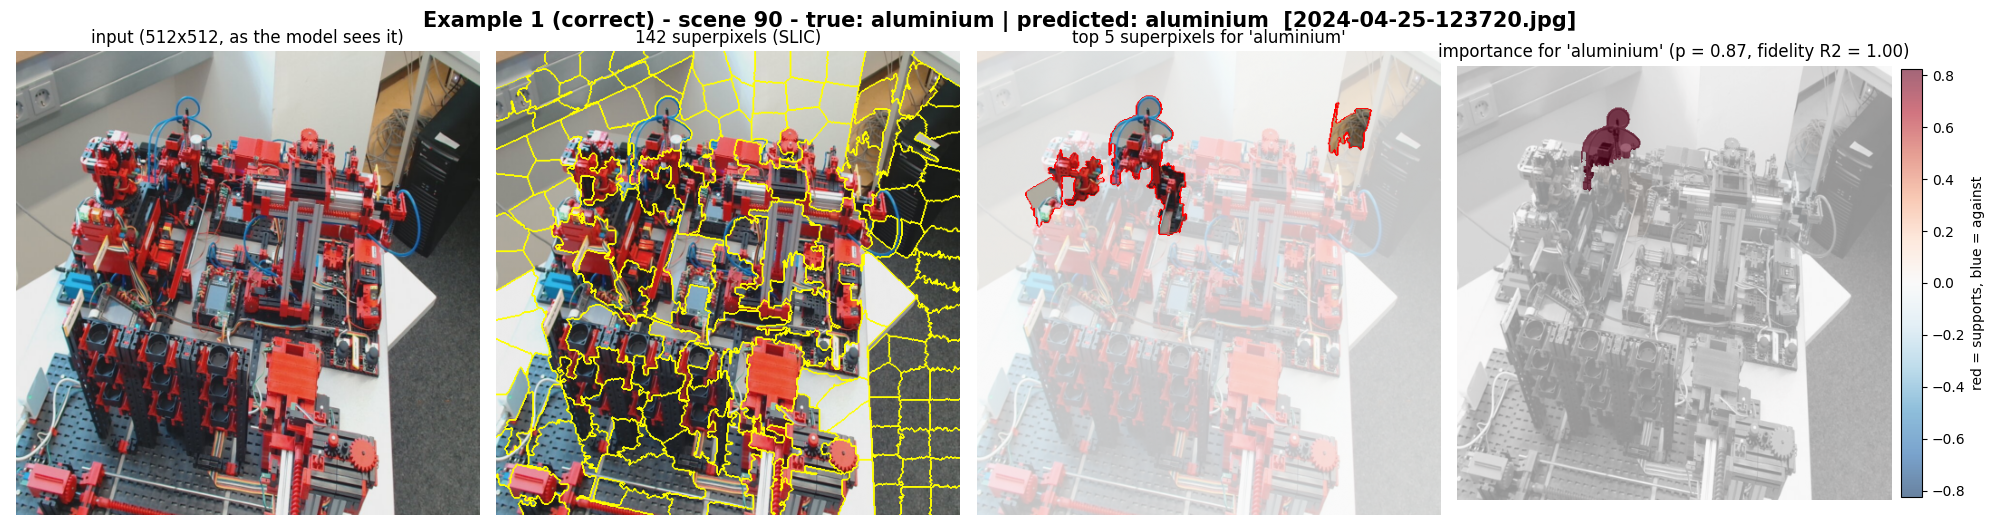 Example 1 (correct) - scene 90 - true: aluminium | predicted: aluminium  [2024-04-25-123720.jpg]
input (512x512, as the model sees it)
142 superpixels (SLIC)
top 5 superpixels for 'aluminium'
importance for 'aluminium' (p = 0.87, fidelity R2 = 1.00)
0.8
0.6
0.4
0.2
0.0
−0.2
−0.4
−0.6
−0.8
red = supports, blue = against